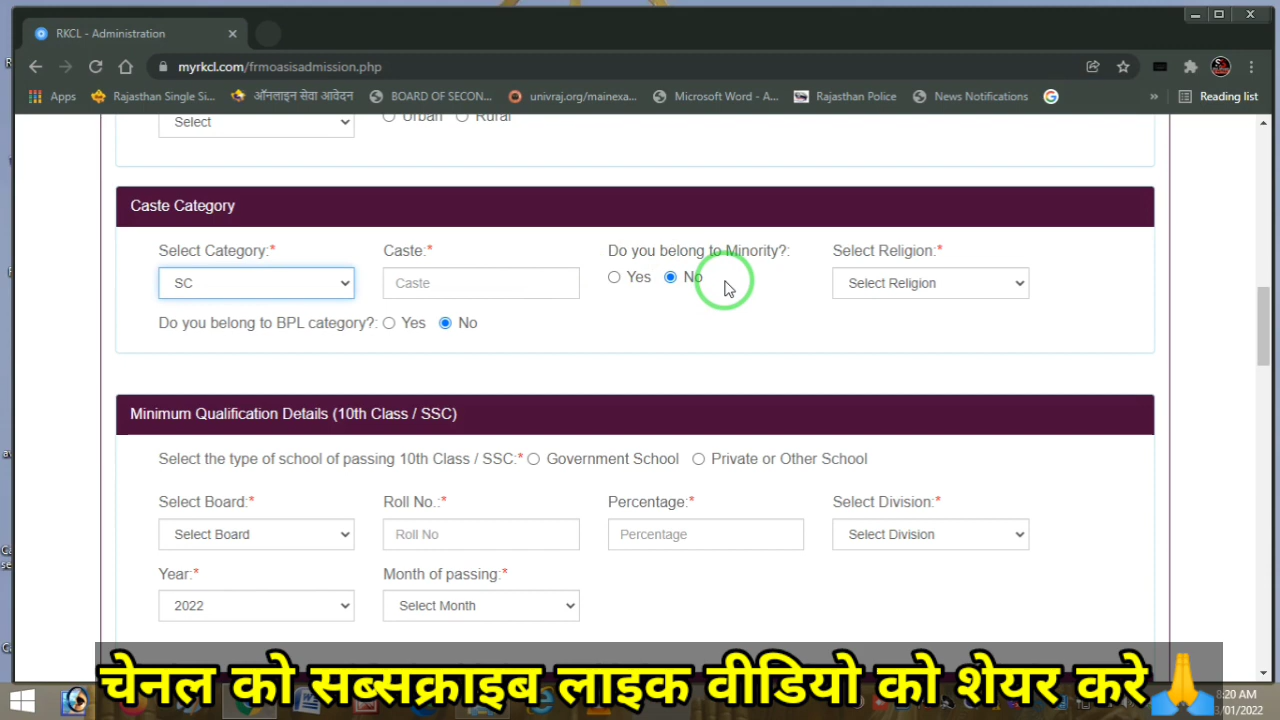 RKCL - Administration
myrkcl.com/frmoasisadmission.php
Apps Rajasthan Single Si... ऑनलाइन सेवा आवेदन BOARD OF SECON... univraj.org/mainexa... Microsoft Word - A... Rajasthan Police News Notifications » Reading list
Select Urban Rural
Caste Category
Select Category:* Caste:* Do you belong to Minority?: Select Religion:*
SC Caste Yes No Select Religion
Do you belong to BPL category?: Yes No
Minimum Qualification Details (10th Class / SSC)
Select the type of school of passing 10th Class / SSC:* Government School Private or Other School
Select Board:* Roll No.:* Percentage:* Select Division:*
Select Board Roll No Percentage Select Division
Year:* Month of passing:*
2022 Select Month
चेनल को सब्सक्राइब लाइक वीडियो को शेयर करे🙏
8:20 AM
/01/2022